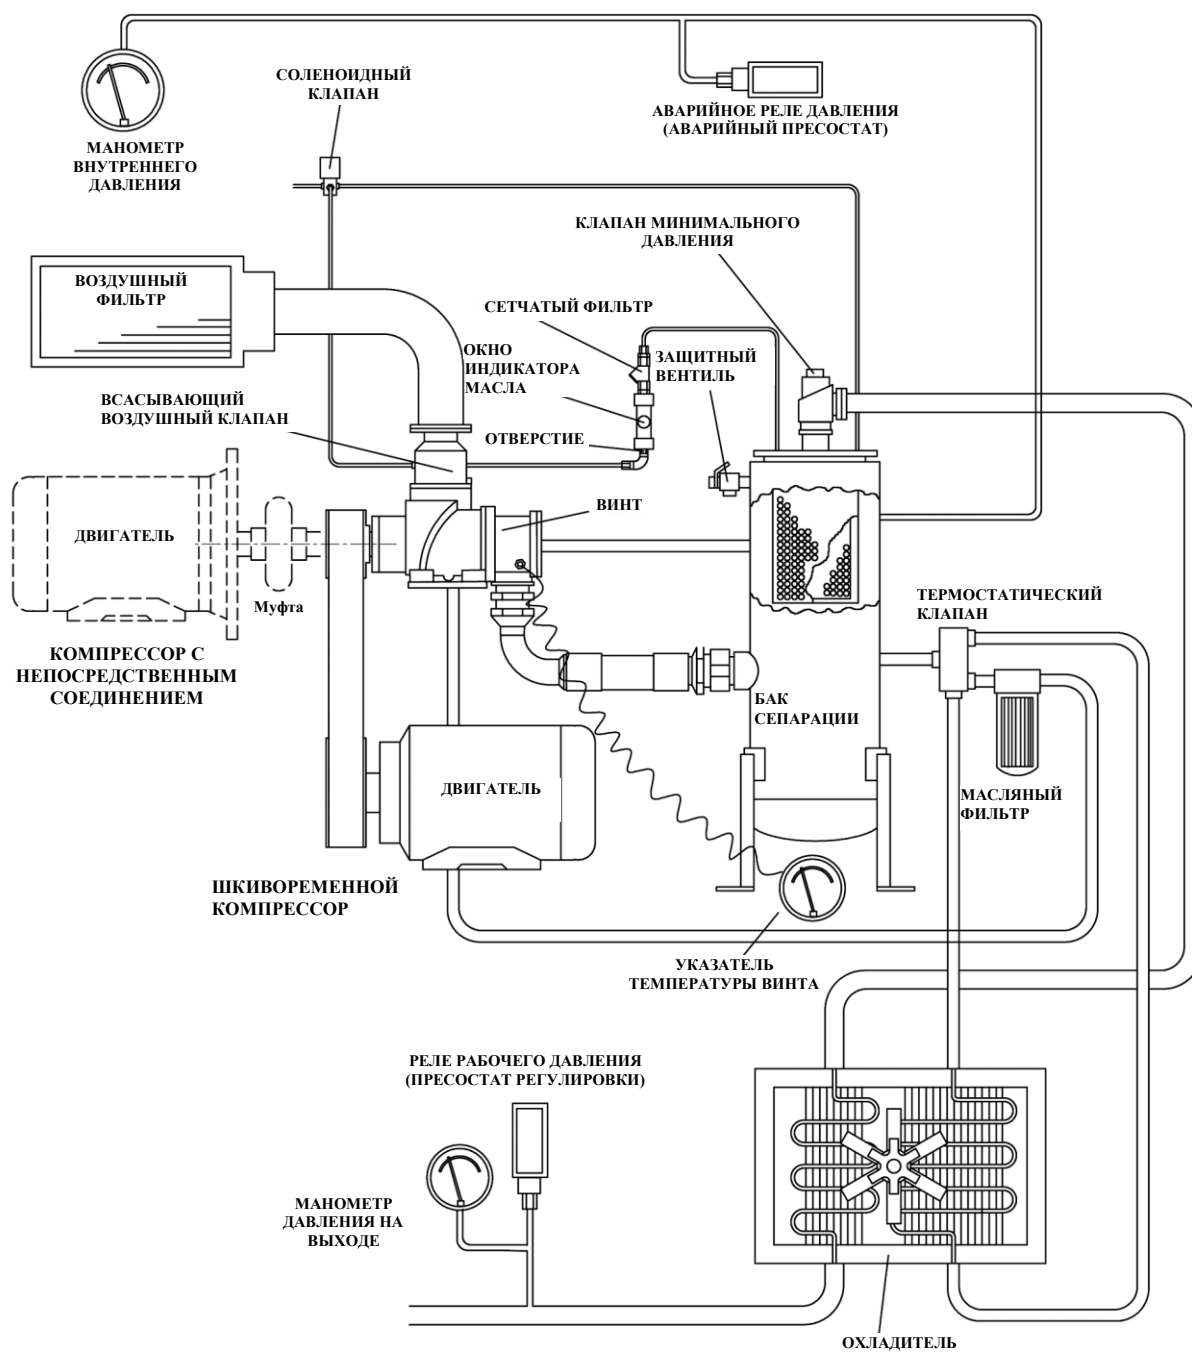 СОЛЕНОИДНЫЙ
КЛАПАН
АВАРИЙНОЕ РЕЛЕ ДАВЛЕНИЯ
(АВАРИЙНЫЙ ПРЕСОСТАТ)
МАНОМЕТР
ВНУТРЕННЕГО
ДАВЛЕНИЯ
КЛАПАН МИНИМАЛЬНОГО
ДАВЛЕНИЯ
ВОЗДУШНЫЙ
ФИЛЬТР
СЕТЧАТЫЙ ФИЛЬТР
ОКНО
ИНДИКАТОРА
МАСЛА
ЗАЩИТНЫЙ
ВЕНТИЛЬ
ВСАСЫВАЮЩИЙ
ВОЗДУШНЫЙ КЛАПАН
ОТВЕРСТИЕ
ВИНТ
ДВИГАТЕЛЬ
Муфта
ТЕРМОСТАТИЧЕСКИЙ
КЛАПАН
КОМПРЕССОР С
НЕПОСРЕДСТВЕННЫМ
СОЕДИНЕНИЕМ
БАК
СЕПАРАЦИИ
ДВИГАТЕЛЬ
МАСЛЯНЫЙ
ФИЛЬТР
ШКИВОРЕМЕННОЙ
КОМПРЕССОР
УКАЗАТЕЛЬ
ТЕМПЕРАТУРЫ ВИНТА
РЕЛЕ РАБОЧЕГО ДАВЛЕНИЯ
(ПРЕСОСТАТ РЕГУЛИРОВКИ)
МАНОМЕТР
ДАВЛЕНИЯ НА
ВЫХОДЕ
ОХЛАДИТЕЛЬ